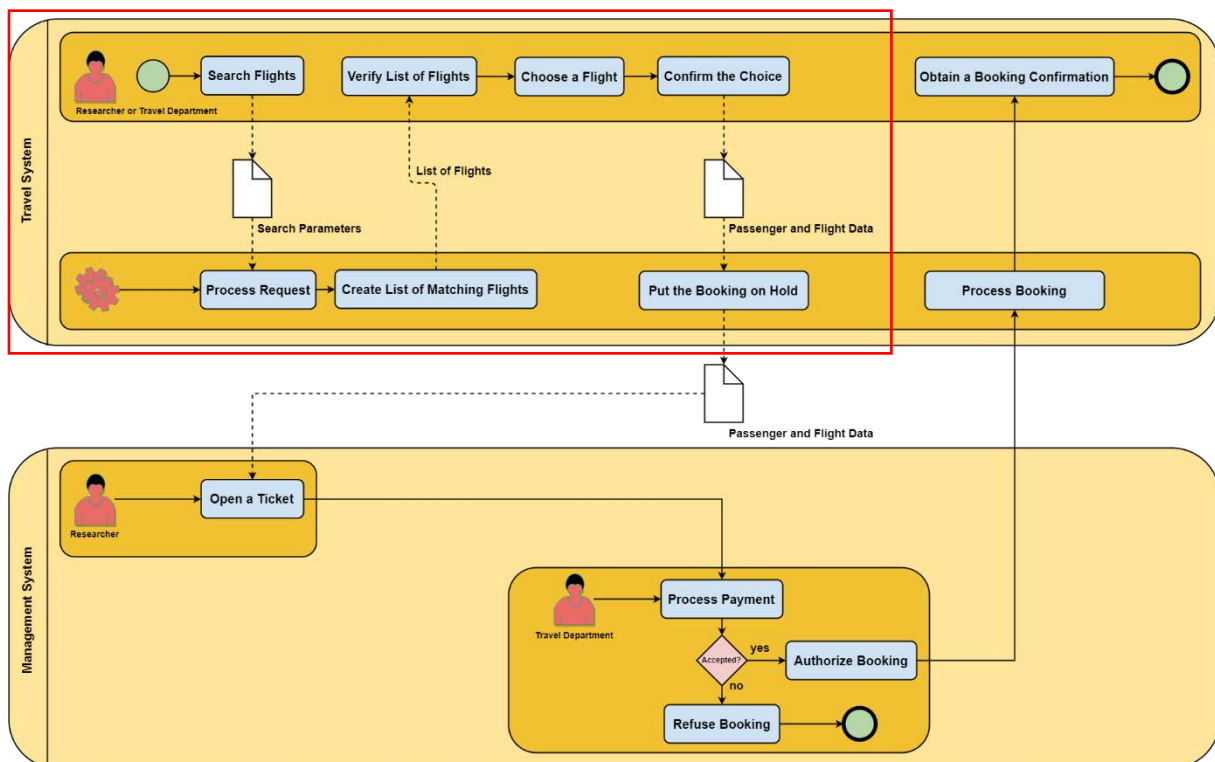 Travel System
Search Flights
Verify List of Flights
Choose a Flight
Confirm the Choice
Obtain a Booking Confirmation
Researcher or Travel Department
List of Flights
Search Parameters
Passenger and Flight Data
Process Request
Create List of Matching Flights
Put the Booking on Hold
Process Booking
Passenger and Flight Data
Management System
Open a Ticket
Researcher
Process Payment
Travel Department
Accepted?
yes
Authorize Booking
no
Refuse Booking